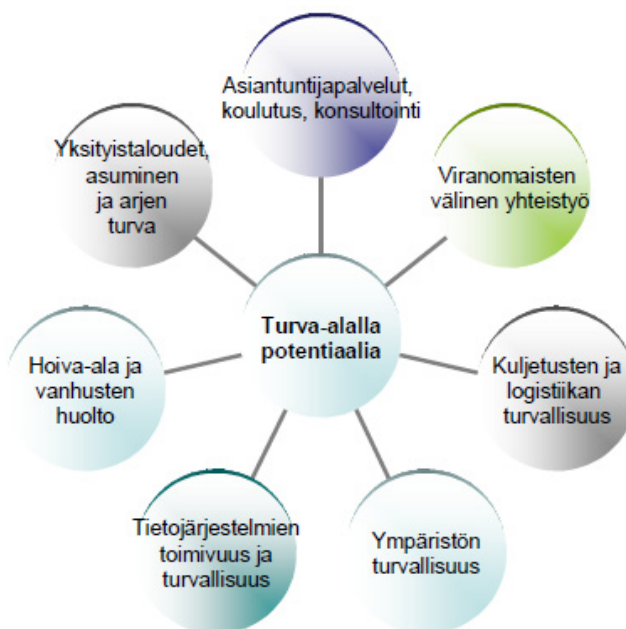 Asiantuntijapalvelut,
koulutus, konsultointi
Yksityistaloudet,
asuminen
ja arjen
turva
Viranomaisten
välinen yhteistyö
Turva-alalla
potentiaalia
Hoiva-ala ja
vanhusten
huolto
Kuljetusten ja
logistiikan
turvallisuus
Tietojärjestelmien
toimivuus ja
turvallisuus
Ympäristön
turvallisuus